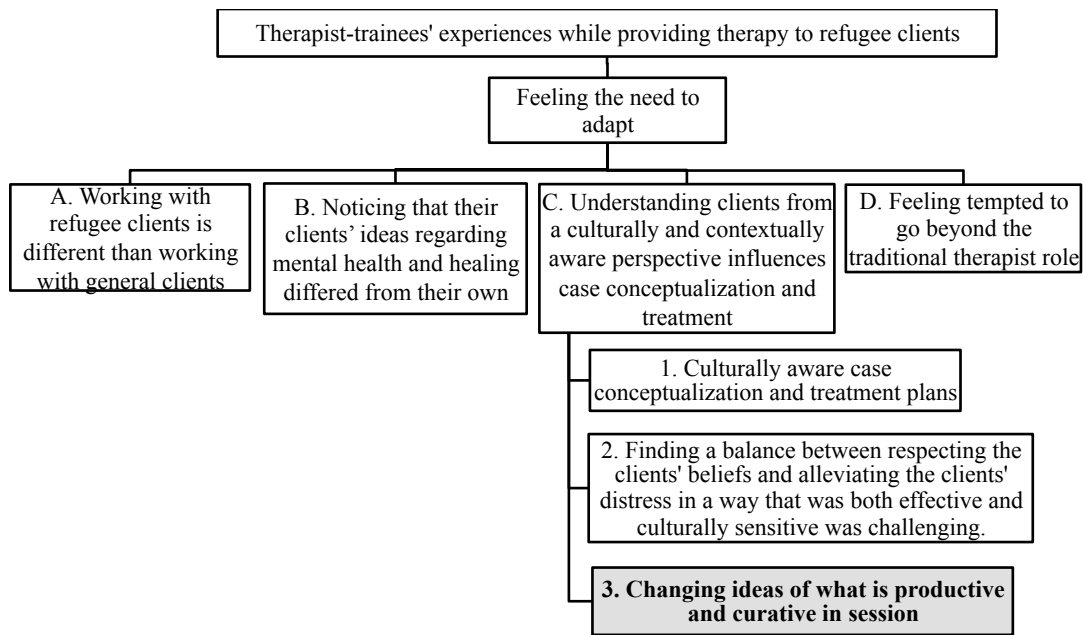 Therapist-trainees' experiences while providing therapy to refugee clients
Feeling the need to
adapt
A. Working with
refugee clients is
different than working
with general clients
B. Noticing that their
clients’ ideas regarding
mental health and healing
differed from their own
C. Understanding clients from
a culturally and contextually
aware perspective influences
case conceptualization and
treatment
D. Feeling tempted to
go beyond the
traditional therapist role
1. Culturally aware case
conceptualization and treatment plans
2. Finding a balance between respecting the
clients' beliefs and alleviating the clients'
distress in a way that was both effective and
culturally sensitive was challenging.
3. Changing ideas of what is productive
and curative in session